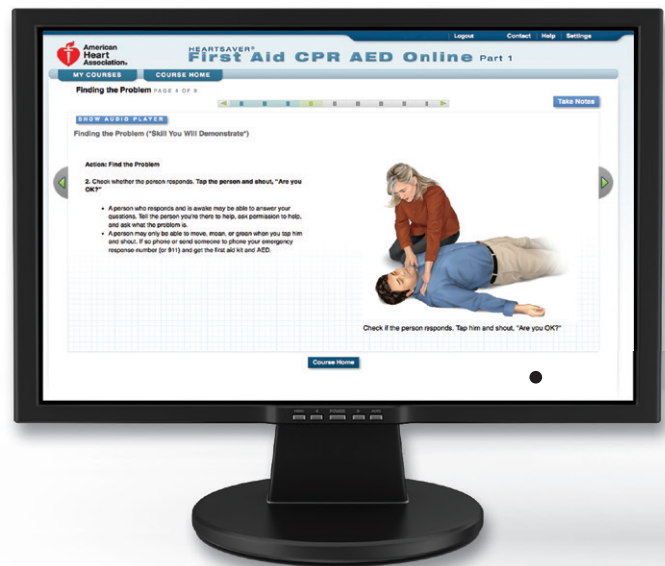 Logout Contact Help Settings
American
Heart
Association®
HEARTSAVER®
First Aid CPR AED Online Part 1
MY COURSES COURSE HOME
Finding the Problem PAGE 4 OF 9
Take Notes
SHOW AUDIO PLAYER
Finding the Problem ("Skill You Will Demonstrate")
Action: Find the Problem
2. Check whether the person responds. Tap the person and shout, "Are you
OK?"
• A person who responds and is awake may be able to answer your
questions. Tell the person you're there to help, ask permission to help,
and ask what the problem is.
• A person may only be able to move, moan, or groan when you tap him
and shout. If so phone or send someone to phone your emergency
response number (or 911) and get the first aid kit and AED.
Check if the person responds. Tap him and shout, "Are you OK?"
Course Home
POWER